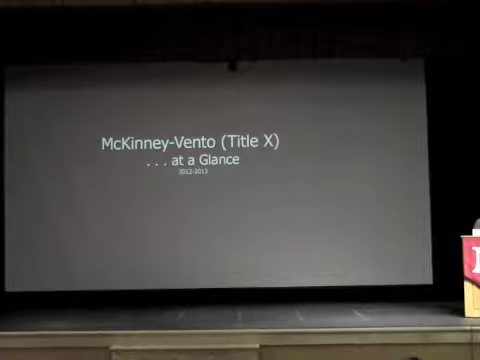 McKinney-Vento (Title X)
. . . at a Glance
2012-2013